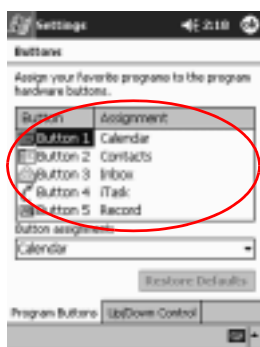 Settings 2:18 ok
Buttons
Assign your favorite programs to the program
hardware buttons.
Button Assignment
Button 1 Calendar
Button 2 Contacts
Button 3 Inbox
Button 4 iTask
Button 5 Record
Button assignment:
Calendar
Restore Defaults
Program Buttons Up/Down Control